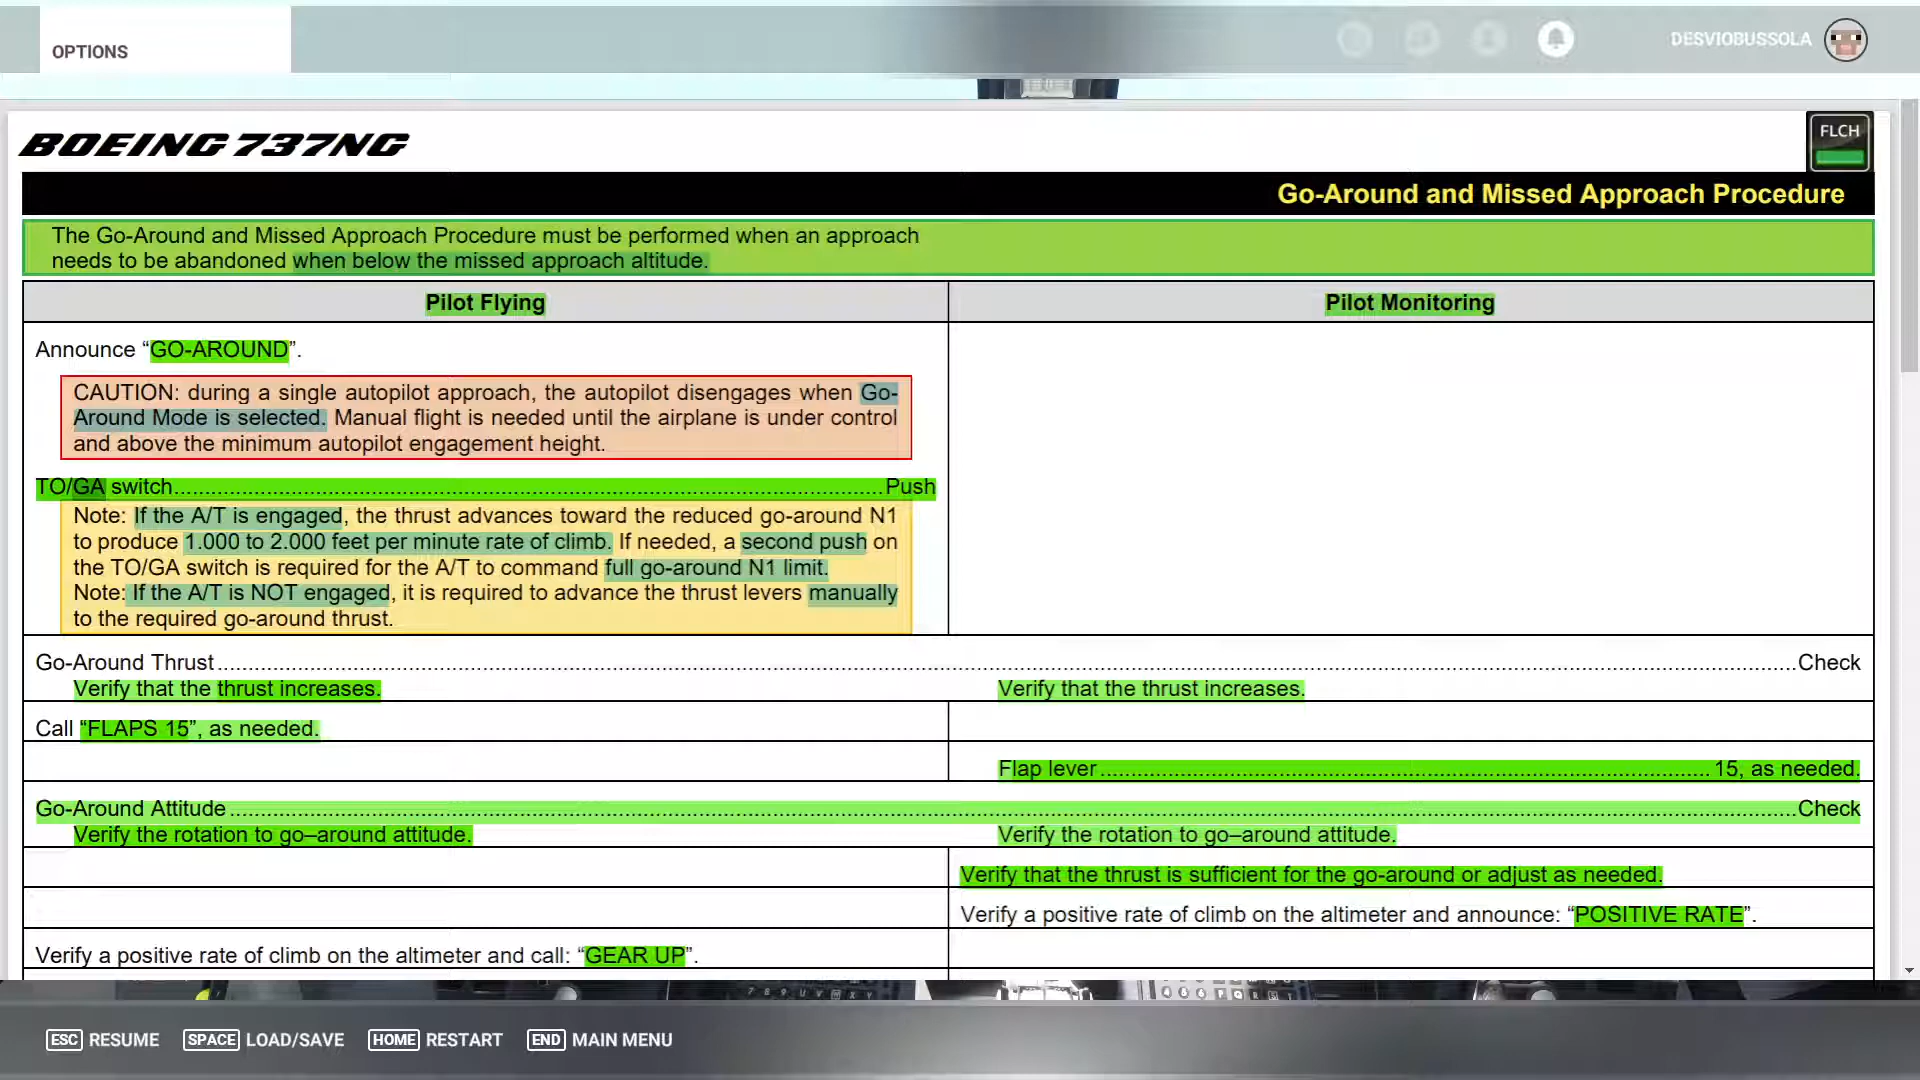 OPTIONS
DESVIOBUSSOLA
BOEING 737NG
FLCH
Go-Around and Missed Approach Procedure
The Go-Around and Missed Approach Procedure must be performed when an approach
needs to be abandoned when below the missed approach altitude.
Pilot Flying
Pilot Monitoring
Announce “GO-AROUND”.
CAUTION: during a single autopilot approach, the autopilot disengages when Go-
Around Mode is selected. Manual flight is needed until the airplane is under control
and above the minimum autopilot engagement height.
TO/GA switch...Push
Note: If the A/T is engaged, the thrust advances toward the reduced go-around N1
to produce 1.000 to 2.000 feet per minute rate of climb. If needed, a second push on
the TO/GA switch is required for the A/T to command full go-around N1 limit.
Note: If the A/T is NOT engaged, it is required to advance the thrust levers manually
to the required go-around thrust.
Go-Around Thrust...Check
Verify that the thrust increases.
Verify that the thrust increases.
Call “FLAPS 15”, as needed.
Flap lever...15, as needed.
Go-Around Attitude...Check
Verify the rotation to go–around attitude.
Verify the rotation to go–around attitude.
Verify that the thrust is sufficient for the go-around or adjust as needed.
Verify a positive rate of climb on the altimeter and announce: “POSITIVE RATE”.
Verify a positive rate of climb on the altimeter and call: “GEAR UP”.
ESC RESUME
SPACE LOAD/SAVE
HOME RESTART
END MAIN MENU